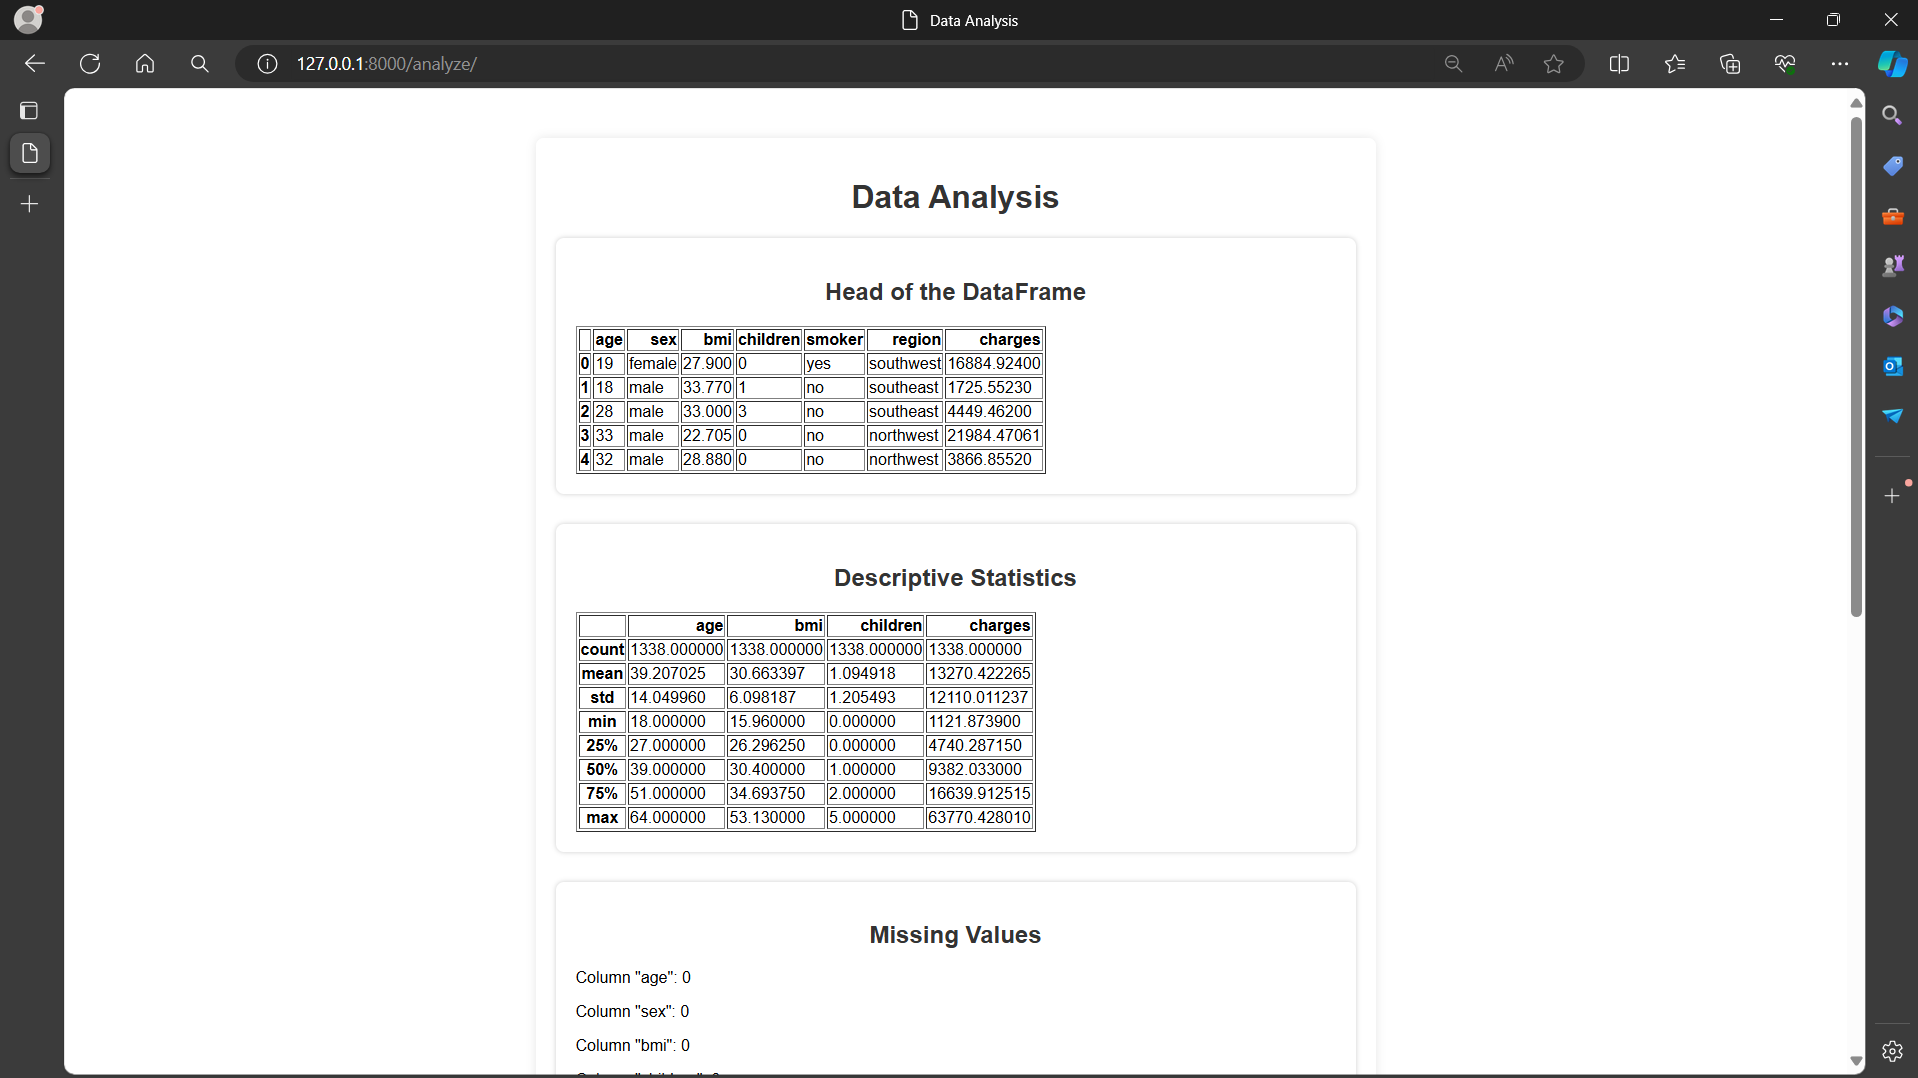 Data Analysis
127.0.0.1:8000/analyze/
Data Analysis
Head of the DataFrame
age sex bmi children smoker region charges
0 19 female 27.900 0 yes southwest 16884.92400
1 18 male 33.770 1 no southeast 1725.55230
2 28 male 33.000 3 no southeast 4449.46200
3 33 male 22.705 0 no northwest 21984.47061
4 32 male 28.880 0 no northwest 3866.85520
Descriptive Statistics
age bmi children charges
count 1338.000000 1338.000000 1338.000000 1338.000000
mean 39.207025 30.663397 1.094918 13270.422265
std 14.049960 6.098187 1.205493 12110.011237
min 18.000000 15.960000 0.000000 1121.873900
25% 27.000000 26.296250 0.000000 4740.287150
50% 39.000000 30.400000 1.000000 9382.033000
75% 51.000000 34.693750 2.000000 16639.912515
max 64.000000 53.130000 5.000000 63770.428010
Missing Values
Column "age": 0
Column "sex": 0
Column "bmi": 0